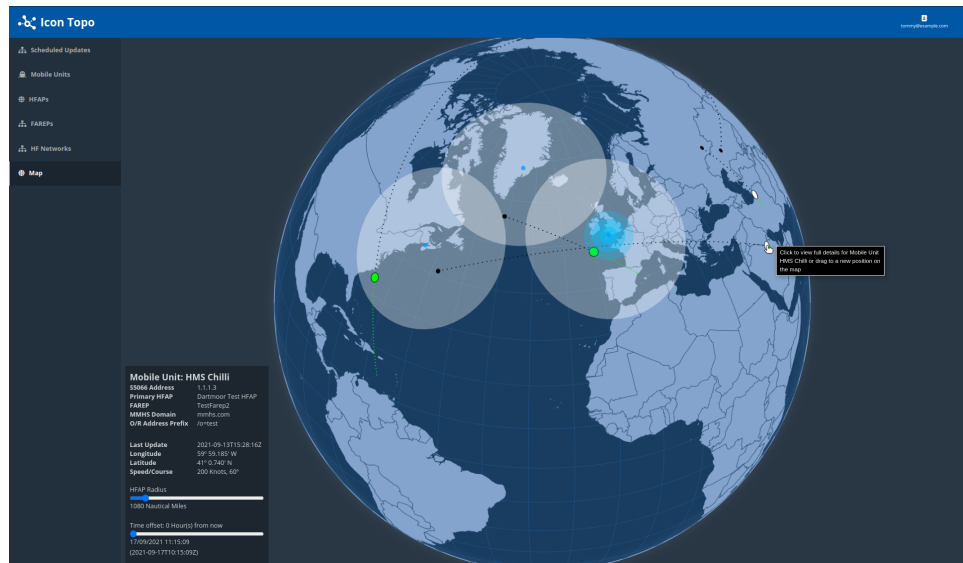 Icon Topo
tommy@example.com
Scheduled Updates
Mobile Units
HFAPs
FAREPs
HF Networks
Map
Click to view full details for Mobile Unit
HMS Chilli or drag to a new position on
the map
Mobile Unit: HMS Chilli
S5066 Address 1.1.1.3
Primary HFAP Dartmoor Test HFAP
FAREP TestFarep2
MMHS Domain mmhs.com
O/R Address Prefix /o=test
Last Update 2021-09-13T15:28:16Z
Longitude 59° 59.185' W
Latitude 41° 0.740' N
Speed/Course 200 Knots, 60°
HFAP Radius
1080 Nautical Miles
Time offset: 0 Hour(s) from now
17/09/2021 11:15:09
(2021-09-17T10:15:09Z)